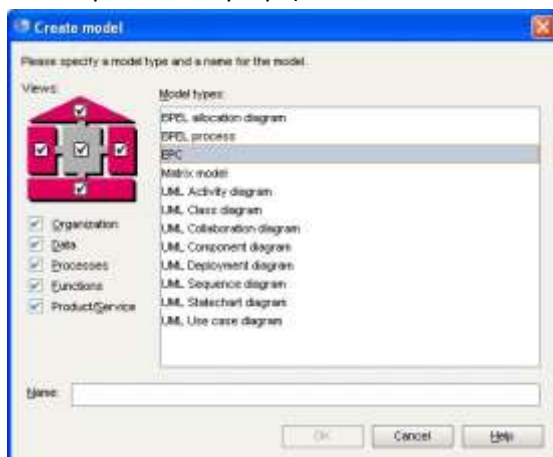 Create model
Please specify a model type and a name for the model.
Views:
Model types:
BPEL allocation diagram
BPEL process
EPC
Matrix model
UML Activity diagram
UML Class diagram
UML Collaboration diagram
UML Component diagram
UML Deployment diagram
UML Sequence diagram
UML Statechart diagram
UML Use case diagram
Organization
Data
Processes
Functions
Product/Service
Name:
OK
Cancel
Help